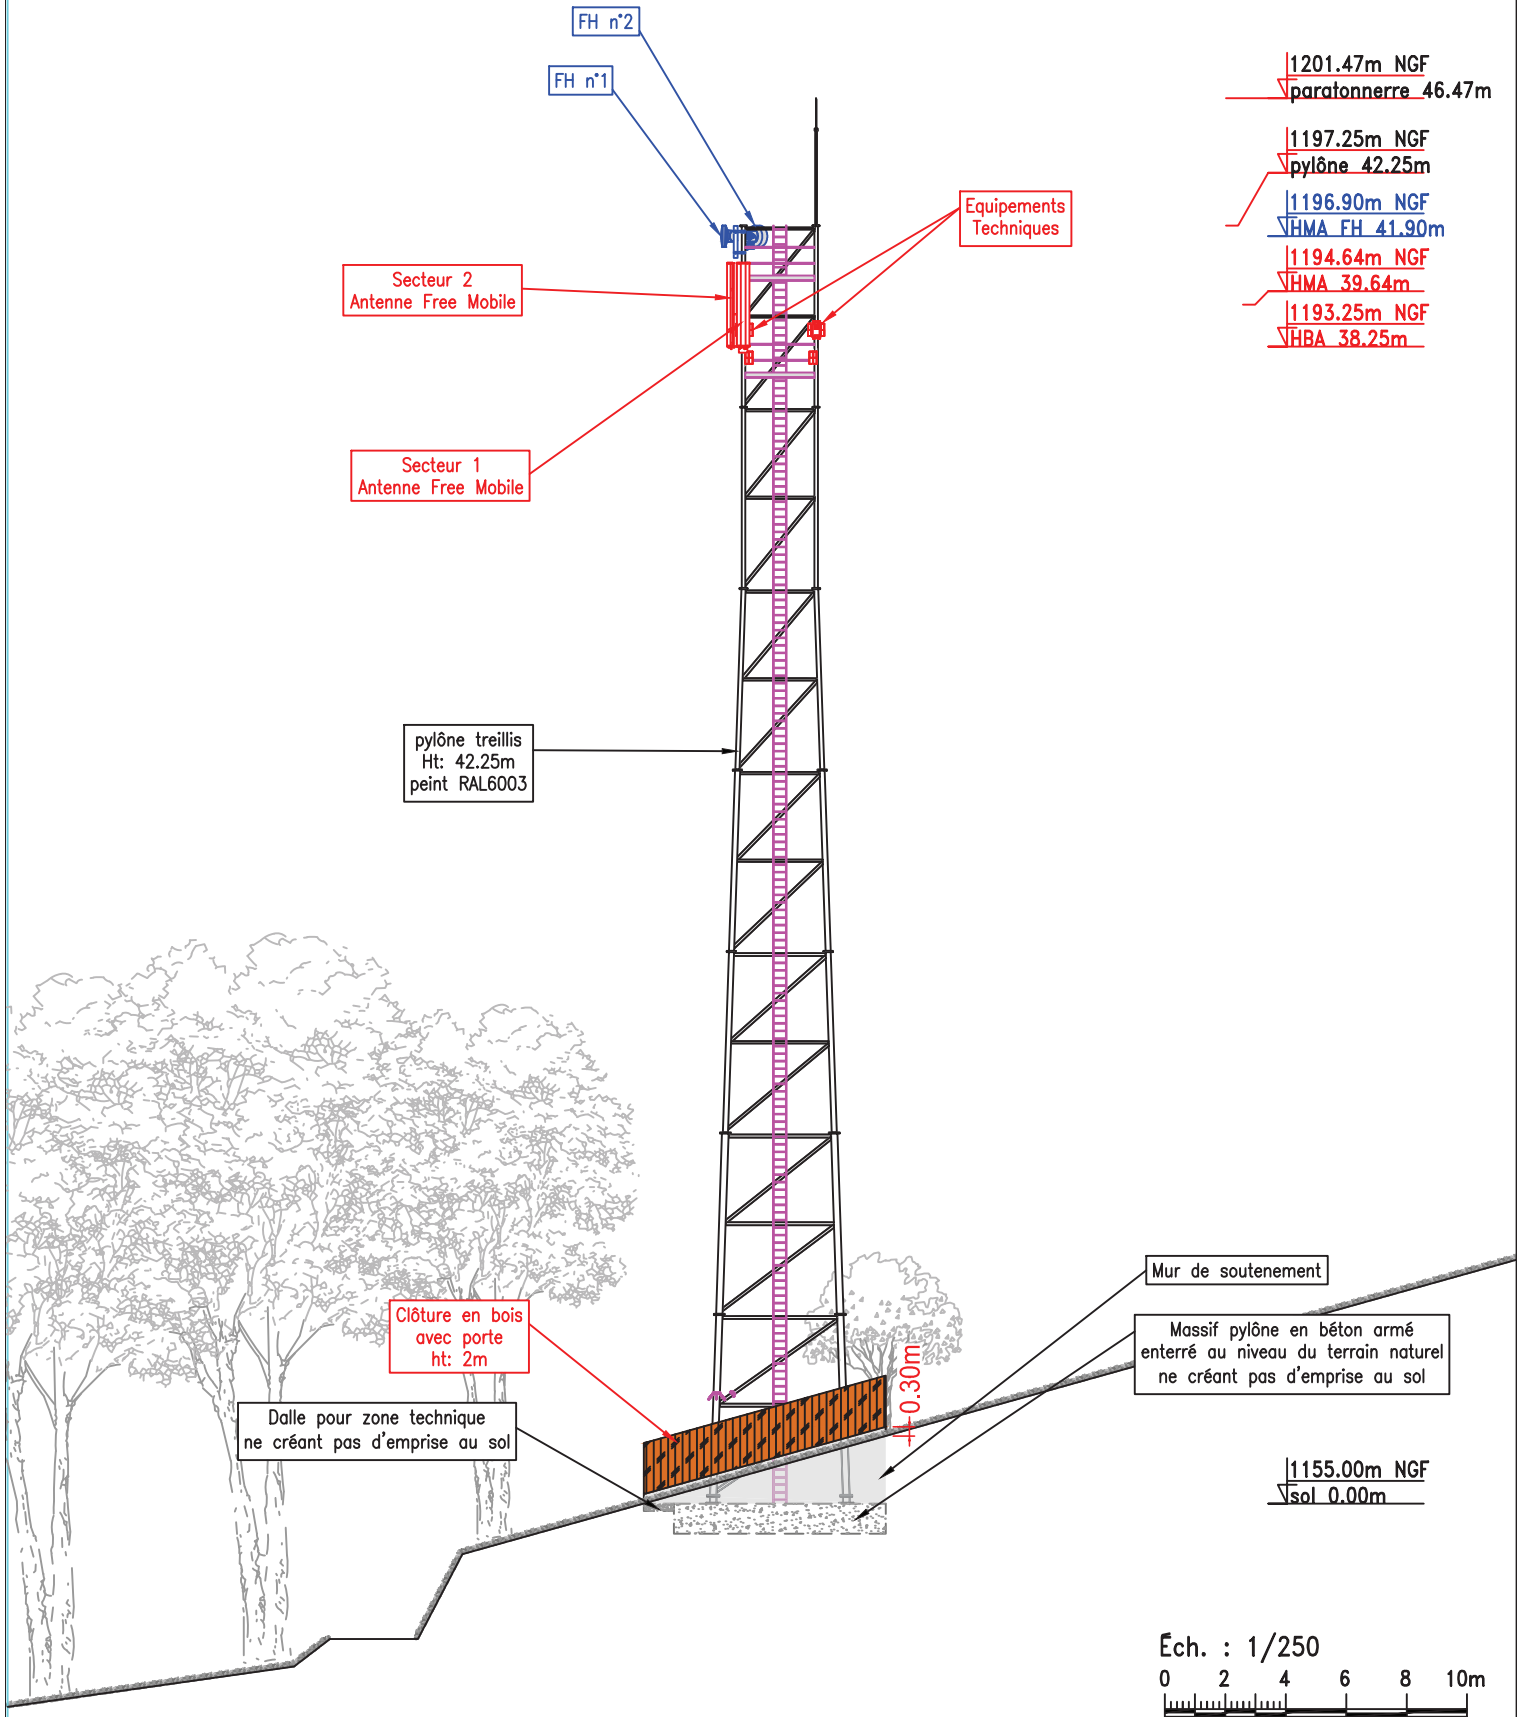 FH n°2
FH n°1
1201.47m NGF
paratonnerre 46.47m
1197.25m NGF
pylône 42.25m
1196.90m NGF
HMA FH 41.90m
1194.64m NGF
HMA 39.64m
1193.25m NGF
HBA 38.25m
Equipements
Techniques
Secteur 2
Antenne Free Mobile
Secteur 1
Antenne Free Mobile
pylône treillis
Ht: 42.25m
peint RAL6003
Mur de soutenement
Clôture en bois
avec porte
ht: 2m
Massif pylône en béton armé
enterré au niveau du terrain naturel
ne créant pas d'emprise au sol
0.30m
Dalle pour zone technique
ne créant pas d'emprise au sol
1155.00m NGF
sol 0.00m
Éch. : 1/250
0 2 4 6 8 10m